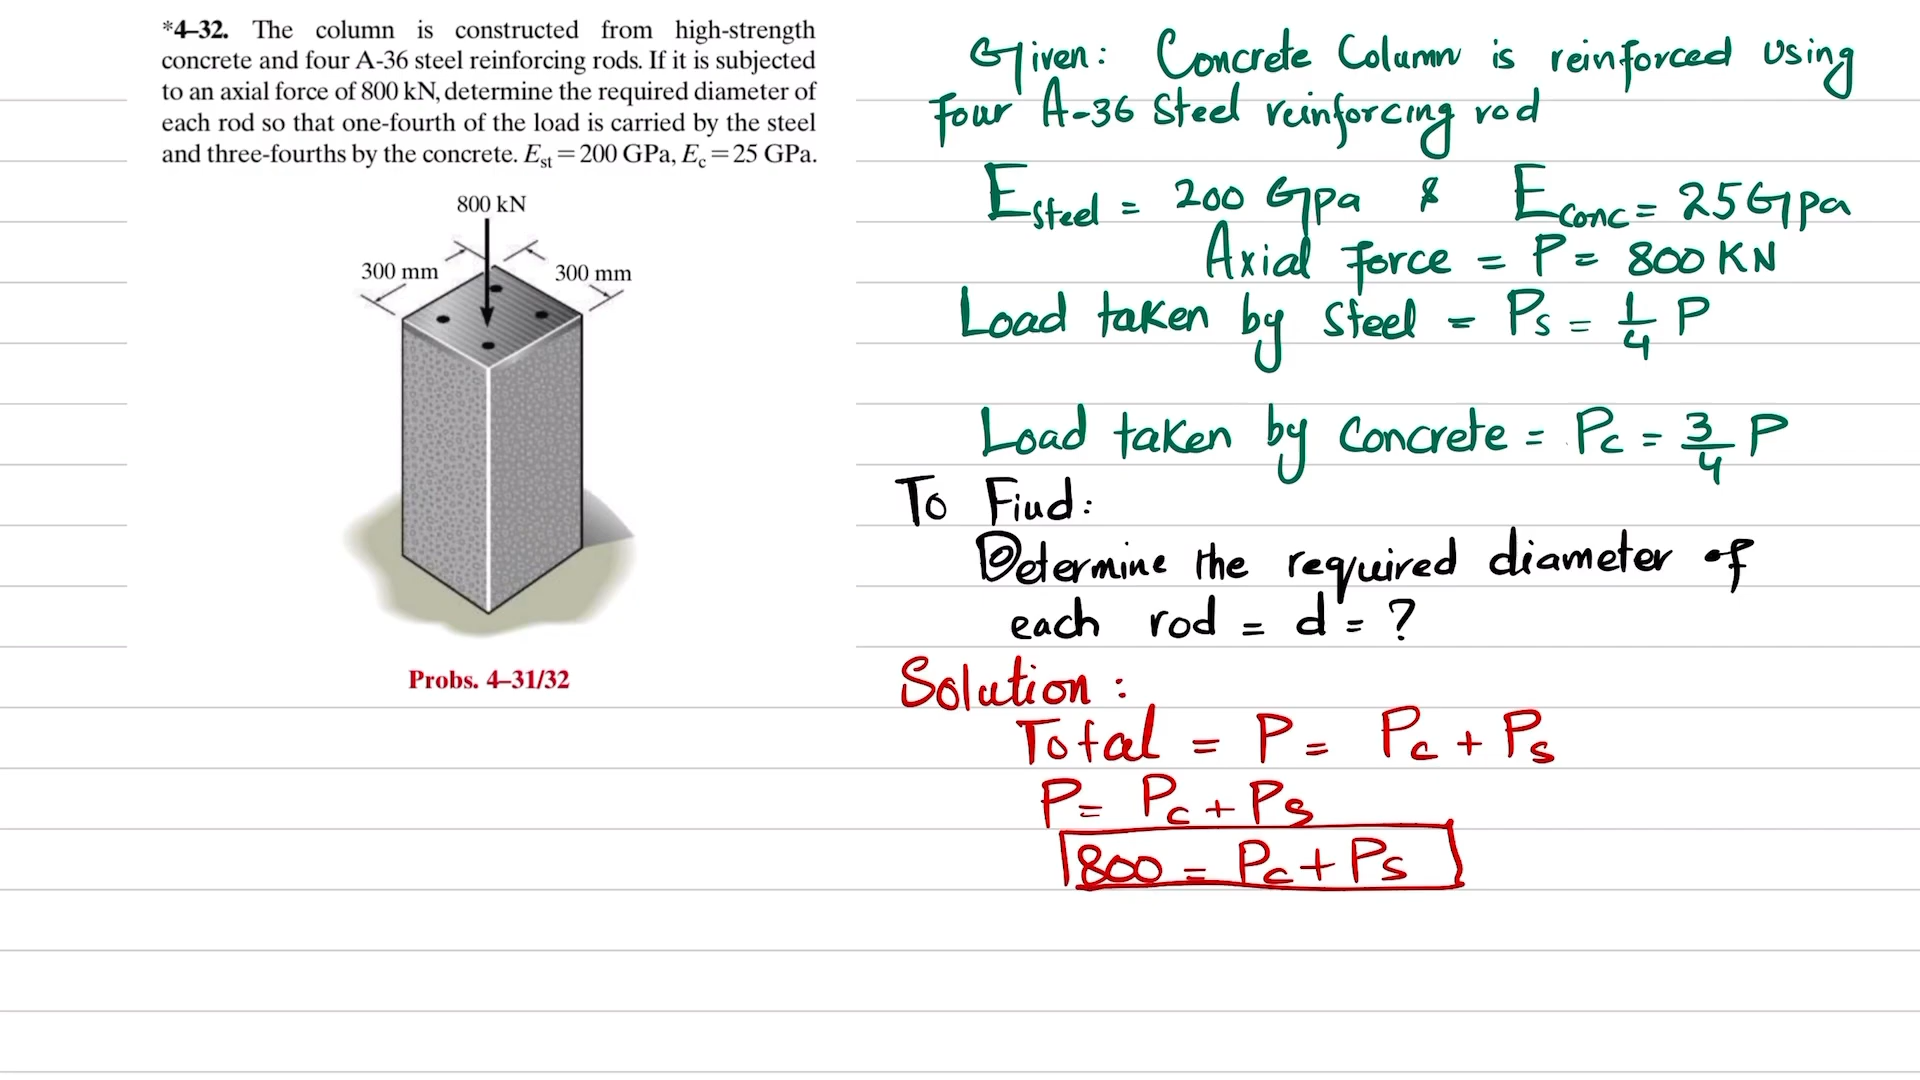 *4–32. The column is constructed from high-strength
concrete and four A-36 steel reinforcing rods. If it is subjected
to an axial force of 800 kN, determine the required diameter of
each rod so that one-fourth of the load is carried by the steel
and three-fourths by the concrete. Est = 200 GPa, Ec = 25 GPa.
800 kN
300 mm
300 mm
Probs. 4–31/32
Given: Concrete Column is reinforced using
four A-36 Steel reinforcing rod
Esteel = 200 Gpa & Econc = 25 Gpa
Axial force = P = 800 KN
Load taken by Steel = Ps = 1/4 P
Load taken by Concrete = Pc = 3/4 P
To Find:
Determine the required diameter of
each rod = d = ?
Solution:
Total = P = Pc + Ps
P = Pc + Ps
800 = Pc + Ps